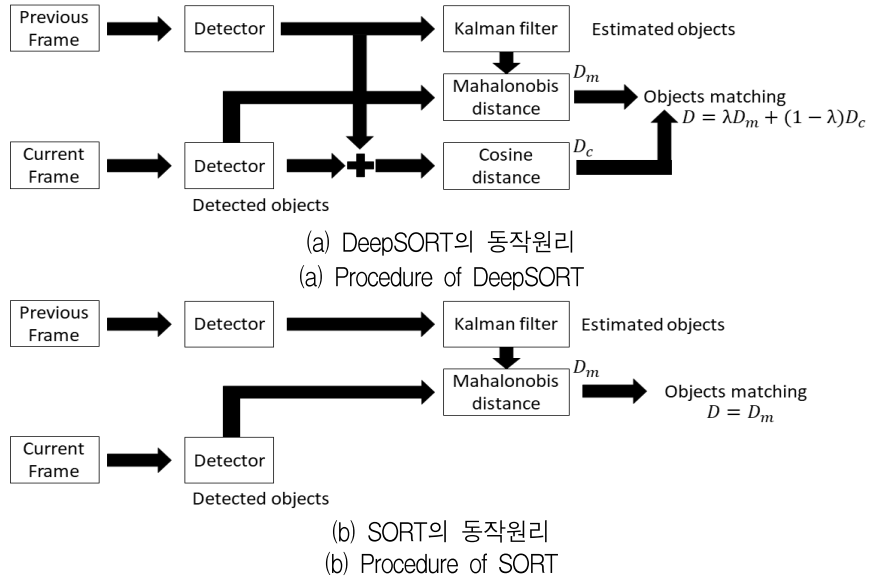 Previous Frame
Detector
Kalman filter
Estimated objects
Mahalonobis distance
D_m
Objects matching
D = λD_m + (1 − λ)D_c
Current Frame
Detector
Cosine distance
D_c
Detected objects
(a) DeepSORT의 동작원리
(a) Procedure of DeepSORT
Previous Frame
Detector
Kalman filter
Estimated objects
Mahalonobis distance
D_m
Objects matching
D = D_m
Current Frame
Detector
Detected objects
(b) SORT의 동작원리
(b) Procedure of SORT